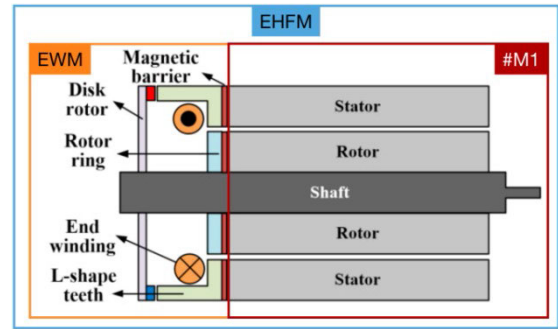 EHFM
EWM
Magnetic
barrier
#M1
Disk
rotor
Stator
Rotor
ring
Rotor
Shaft
End
winding
Rotor
L-shape
teeth
Stator